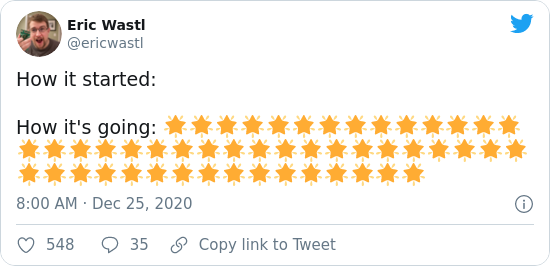 Eric Wastl
@ericwastl
How it started:
How it's going: 🌟🌟🌟🌟🌟🌟🌟🌟🌟🌟🌟🌟🌟🌟
🌟🌟🌟🌟🌟🌟🌟🌟🌟🌟🌟🌟🌟🌟🌟🌟🌟🌟🌟🌟
🌟🌟🌟🌟🌟🌟🌟🌟🌟🌟🌟🌟🌟🌟🌟🌟
8:00 AM · Dec 25, 2020
548 35 Copy link to Tweet